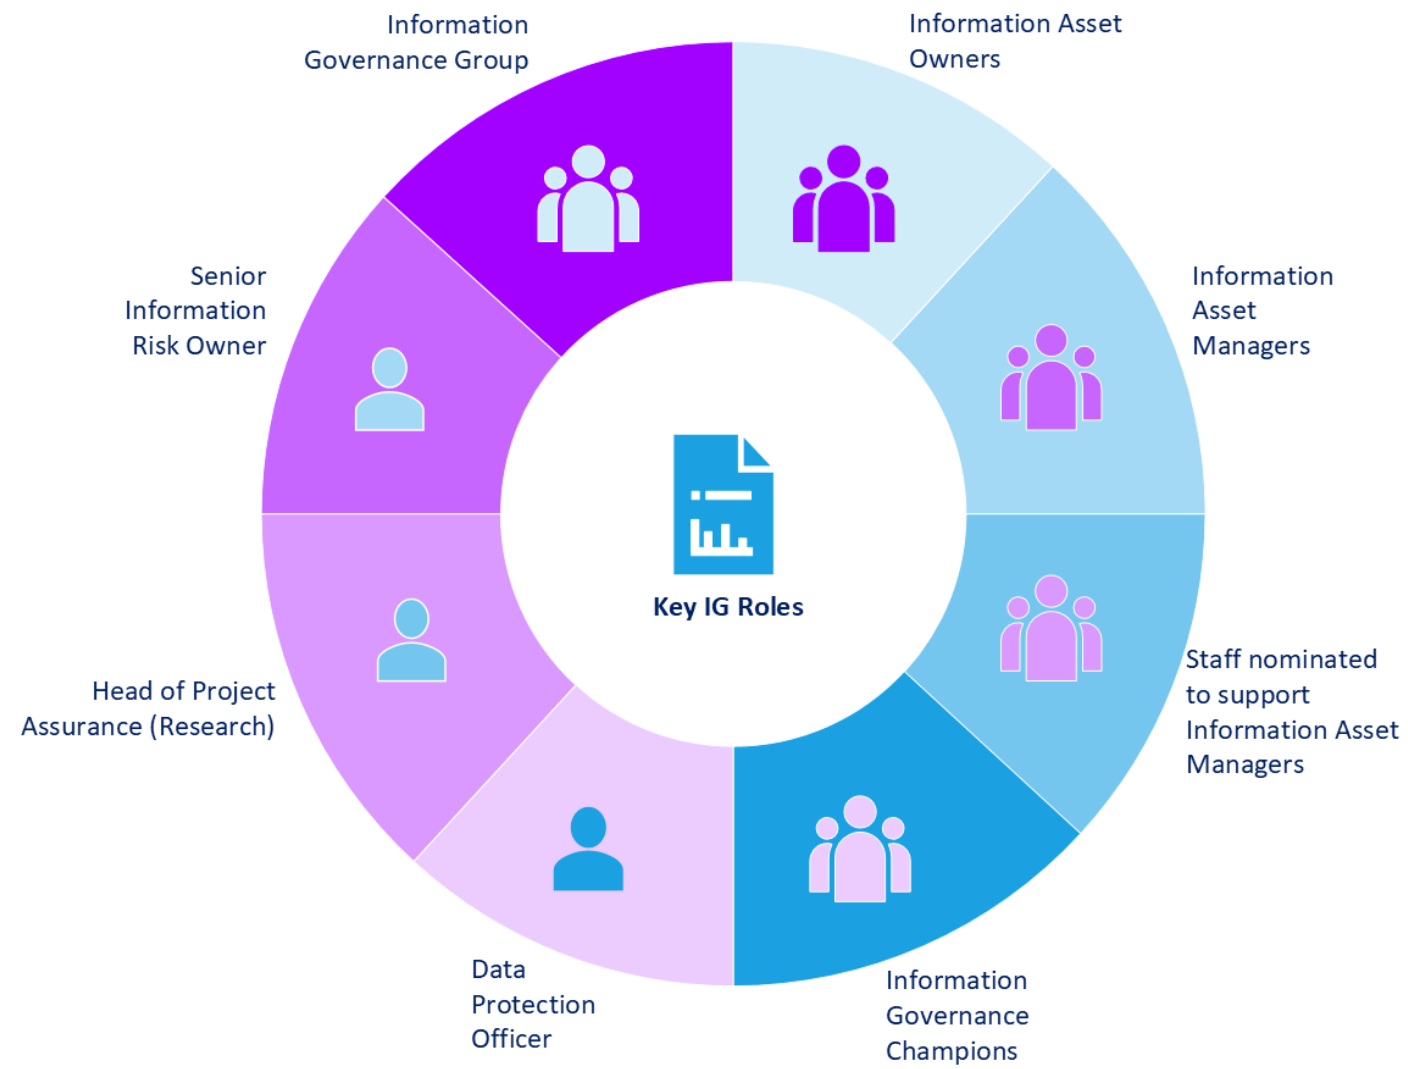 Information
Governance Group
Information Asset
Owners
Senior
Information
Risk Owner
Information
Asset
Managers
Key IG Roles
Head of Project
Assurance (Research)
Staff nominated
to support
Information Asset
Managers
Data
Protection
Officer
Information
Governance
Champions